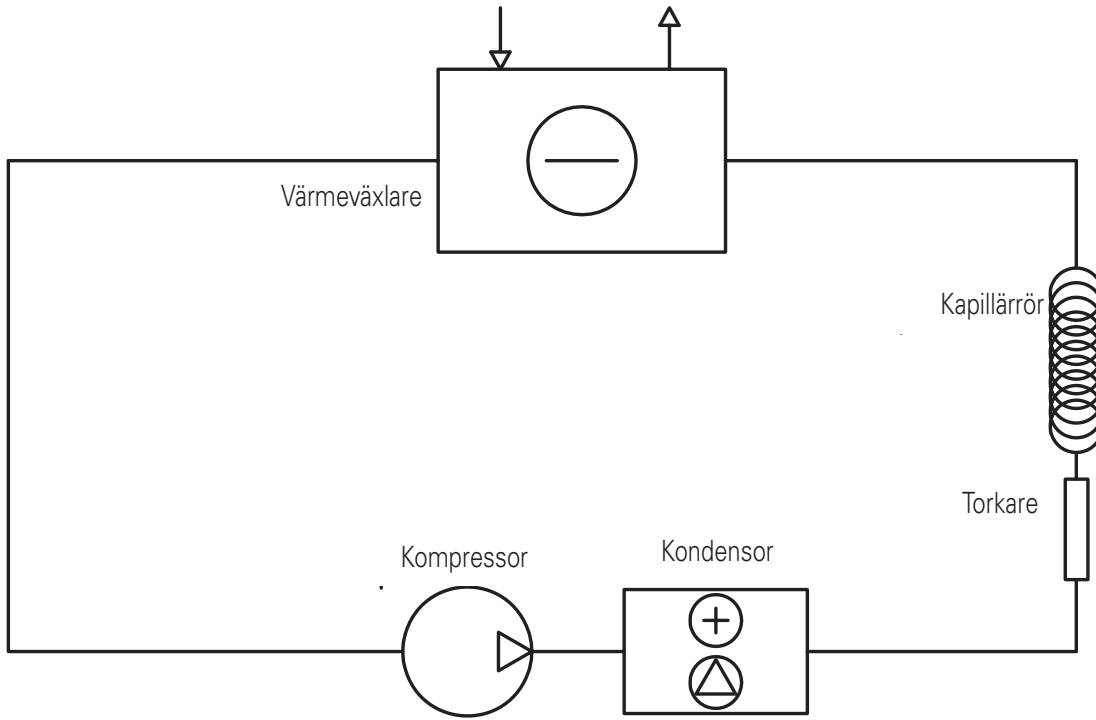 Värmeväxlare
Kapillärrör
Torkare
Kompressor
Kondensor